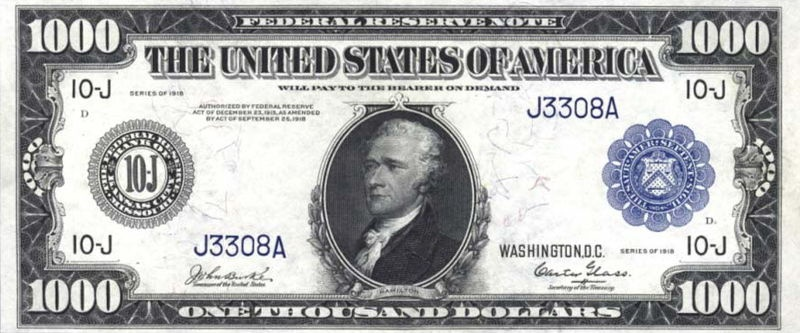 FEDERAL RESERVE NOTE
1000 1000
THE UNITED STATES OF AMERICA
WILL PAY TO THE BEARER ON DEMAND
10-J SERIES OF 1918 10-J
AUTHORIZED BY FEDERAL RESERVE
ACT OF DECEMBER 23, 1913, AS AMENDED
BY ACT OF SEPTEMBER 26, 1918
D J3308A
10-J
1000 1000
D.
10-J J3308A WASHINGTON, D.C. SERIES OF 1918 10-J
John Burke Carter Glass.
Treasurer of the United States Secretary of the Treasury
HAMILTON
1000 1000
ONE THOUSAND DOLLARS